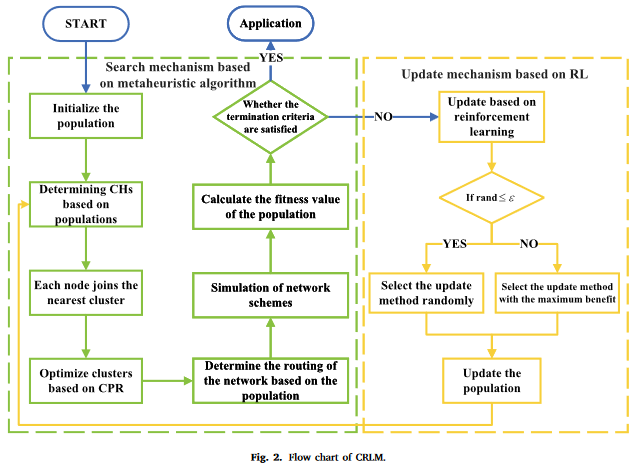 START
Application
YES
Search mechanism based
on metaheuristic algorithm
Update mechanism based on RL
Initialize the
population
Whether the
termination criteria
are satisfied
NO
Update based on
reinforcement
learning
Determining CHs
based on
populations
Calculate the fitness value
of the population
If rand ≤ ε
YES
NO
Each node joins the
nearest cluster
Simulation of network
schemes
Select the update
method randomly
Select the update method
with the maximum benefit
Optimize clusters
based on CPR
Determine the routing of
the network based on the
population
Update the
population
Fig. 2. Flow chart of CRLM.